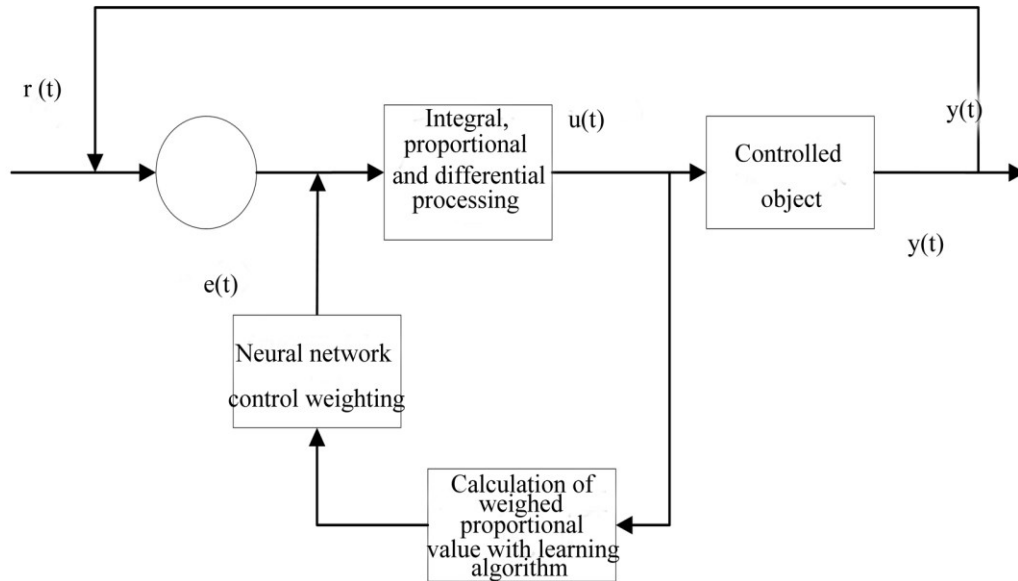 r (t)
Integral,
proportional
and differential
processing
u(t)
y(t)
Controlled
object
y(t)
e(t)
Neural network
control weighting
Calculation of
weighed
proportional
value with learning
algorithm